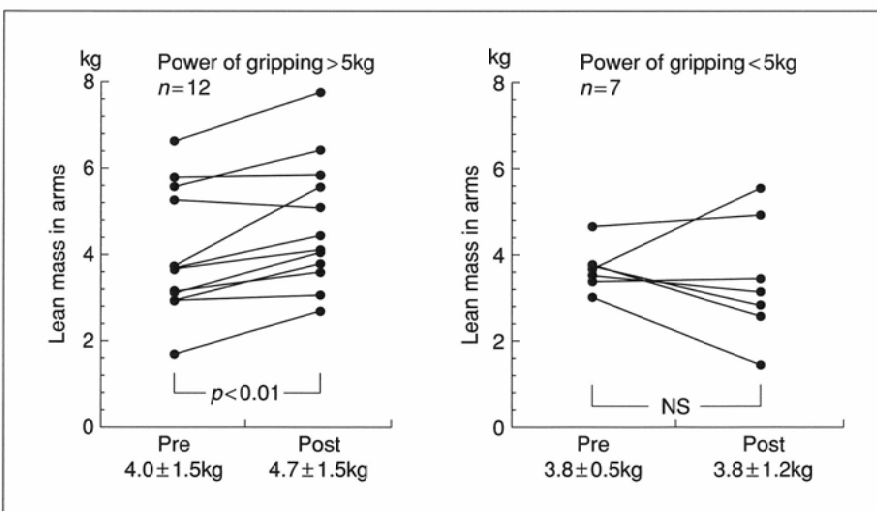 kg
Power of gripping>5kg
n=12
8
6
4
2
0
Lean mass in arms
p<0.01
Pre
Post
4.0±1.5kg
4.7±1.5kg
kg
Power of gripping<5kg
n=7
8
6
4
2
0
Lean mass in arms
NS
Pre
Post
3.8±0.5kg
3.8±1.2kg